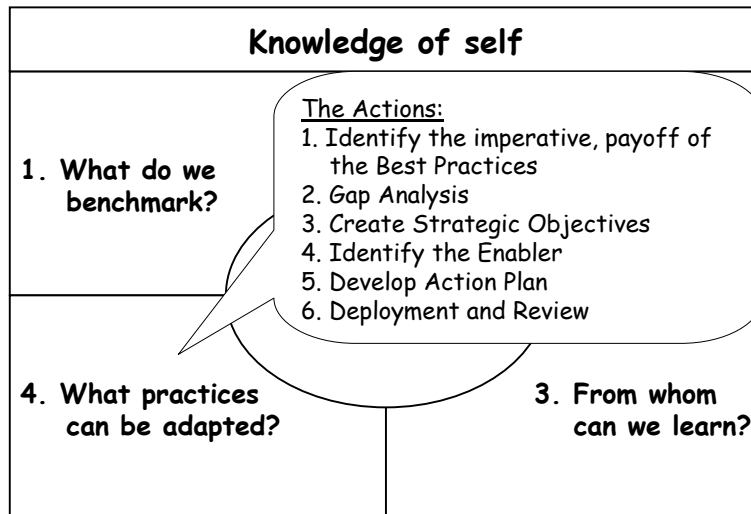 Knowledge of self
1. What do we
benchmark?
The Actions:
1. Identify the imperative, payoff of
the Best Practices
2. Gap Analysis
3. Create Strategic Objectives
4. Identify the Enabler
5. Develop Action Plan
6. Deployment and Review
4. What practices
can be adapted?
3. From whom
can we learn?